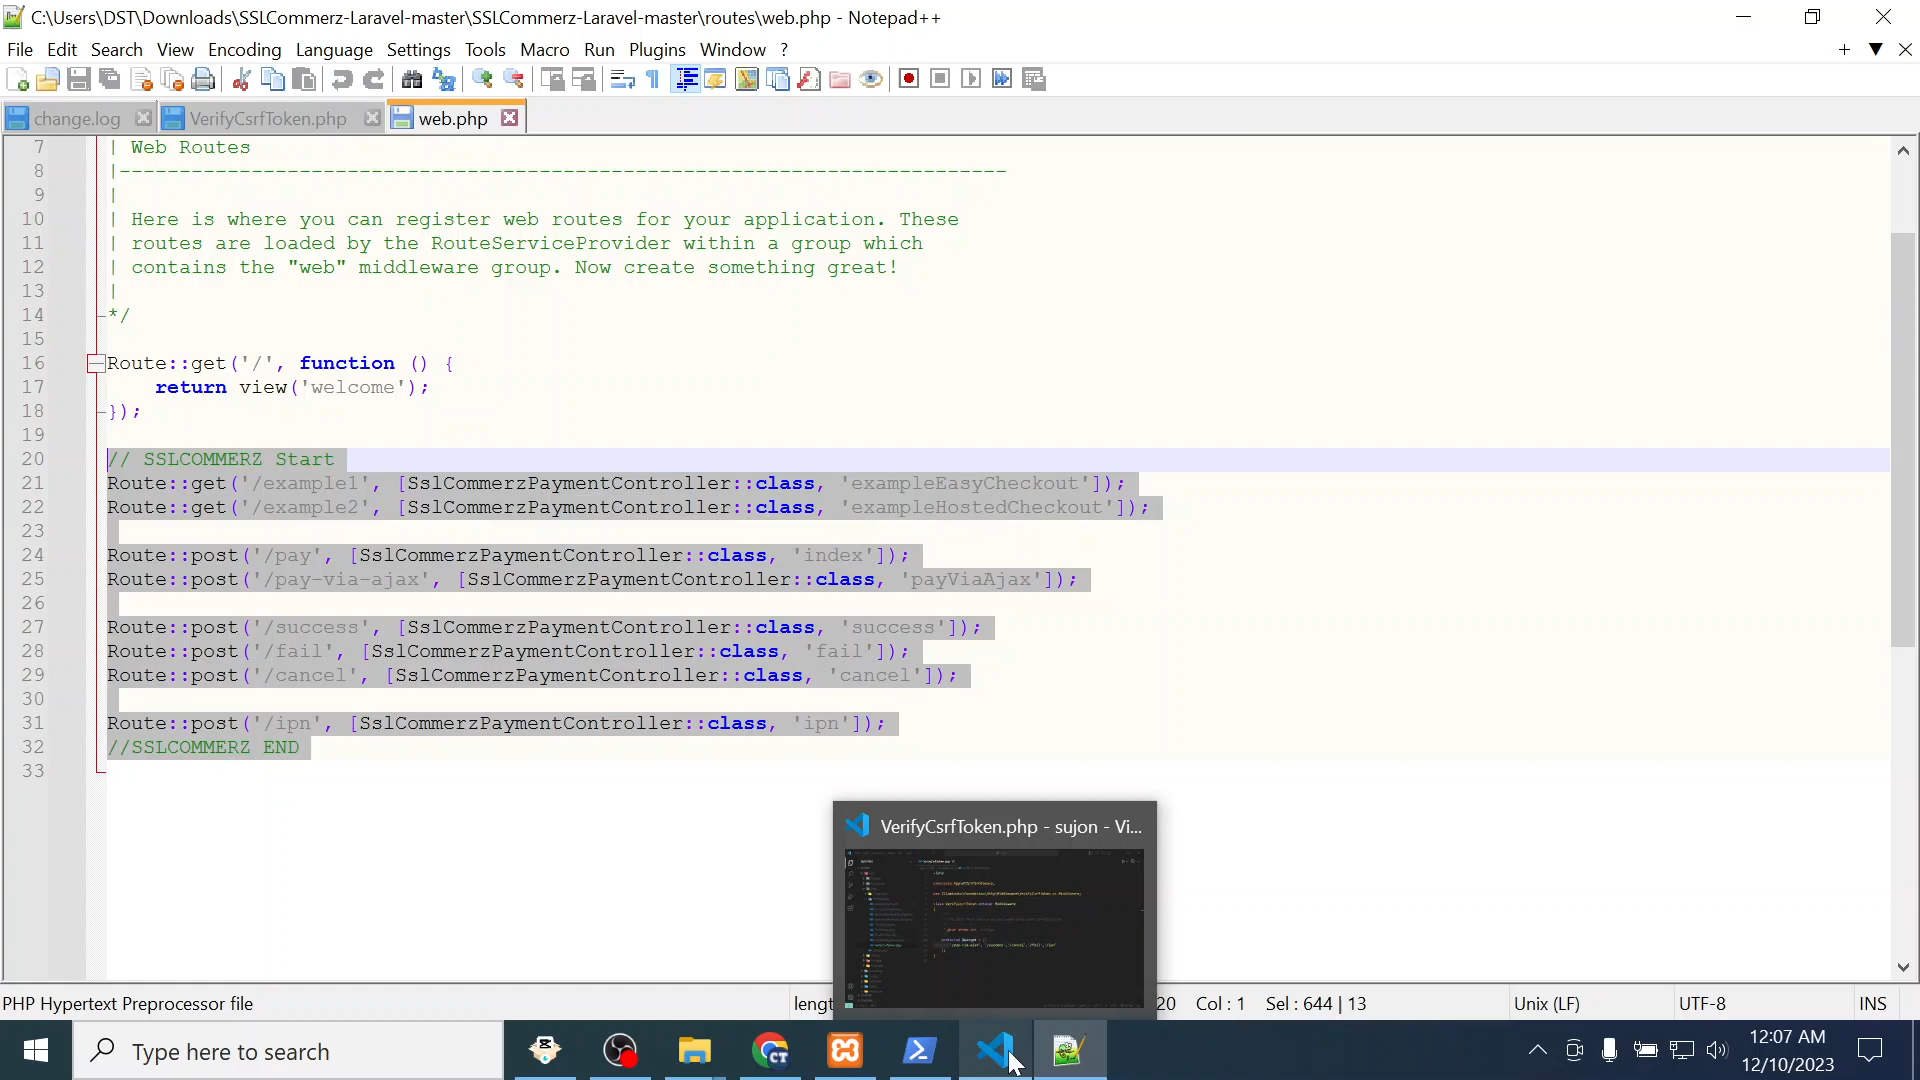 C:\Users\DST\Downloads\SSLCommerz-Laravel-master\SSLCommerz-Laravel-master\routes\web.php - Notepad++
File Edit Search View Encoding Language Settings Tools Macro Run Plugins Window ?
change.log VerifyCsrfToken.php web.php
7 | Web Routes
8 |--------------------------------------------------------------------------
9 |
10 | Here is where you can register web routes for your application. These
11 | routes are loaded by the RouteServiceProvider within a group which
12 | contains the "web" middleware group. Now create something great!
13 |
14 */
15
16 Route::get('/', function () {
17 return view('welcome');
18 });
19
20 // SSLCOMMERZ Start
21 Route::get('/example1', [SslCommerzPaymentController::class, 'exampleEasyCheckout']);
22 Route::get('/example2', [SslCommerzPaymentController::class, 'exampleHostedCheckout']);
23
24 Route::post('/pay', [SslCommerzPaymentController::class, 'index']);
25 Route::post('/pay-via-ajax', [SslCommerzPaymentController::class, 'payViaAjax']);
26
27 Route::post('/success', [SslCommerzPaymentController::class, 'success']);
28 Route::post('/fail', [SslCommerzPaymentController::class, 'fail']);
29 Route::post('/cancel', [SslCommerzPaymentController::class, 'cancel']);
30
31 Route::post('/ipn', [SslCommerzPaymentController::class, 'ipn']);
32 //SSLCOMMERZ END
33
VerifyCsrfToken.php - sujon - Vi...
PHP Hypertext Preprocessor file lengt 20 Col : 1 Sel : 644 | 13 Unix (LF) UTF-8 INS
Type here to search
CT
12:07 AM
12/10/2023